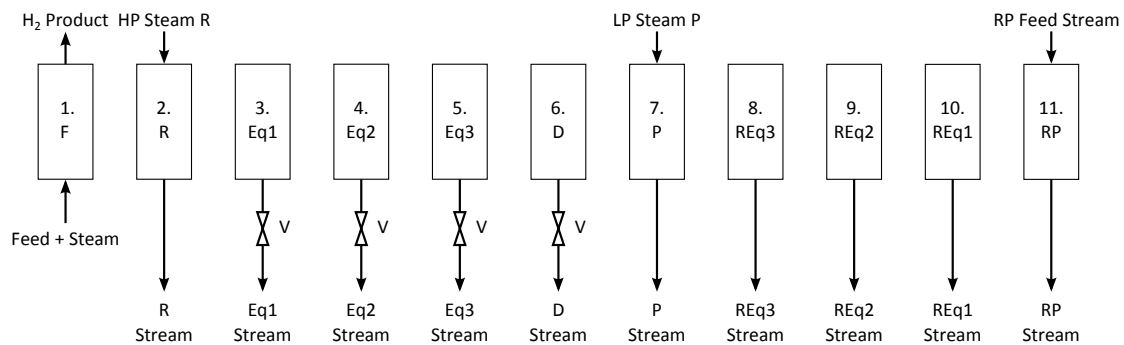 H₂ Product HP Steam R LP Steam P RP Feed Stream
1. 2. 3. 4. 5. 6. 7. 8. 9. 10. 11.
F R Eq1 Eq2 Eq3 D P REq3 REq2 REq1 RP
V V V V
Feed + Steam
R Eq1 Eq2 Eq3 D P REq3 REq2 REq1 RP
Stream Stream Stream Stream Stream Stream Stream Stream Stream Stream